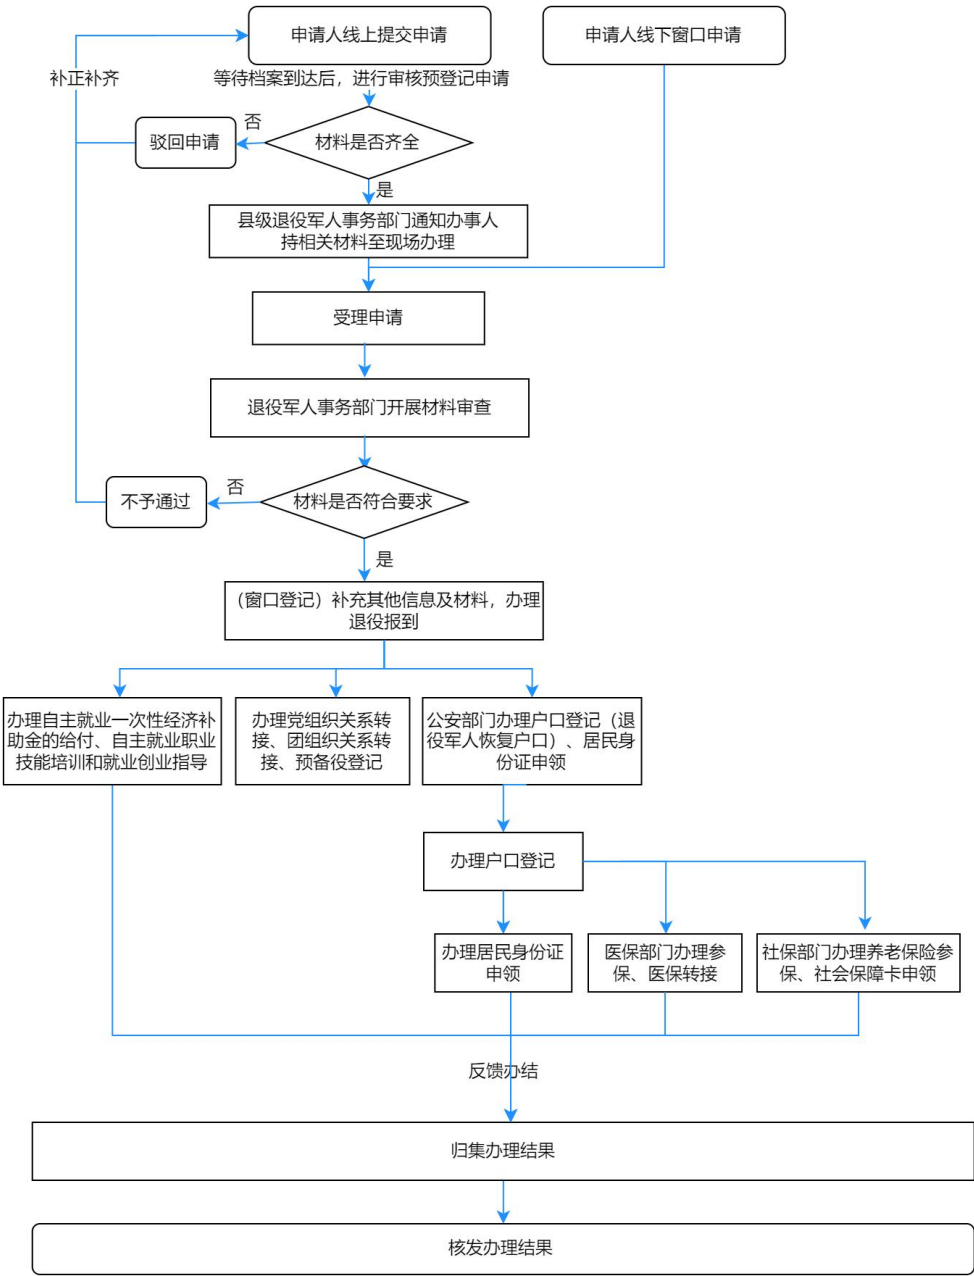 申请人线上提交申请
申请人线下窗口申请
补正补齐
等待档案到达后，进行审核预登记申请
否
驳回申请
材料是否齐全
是
县级退役军人事务部门通知办事人
持相关材料至现场办理
受理申请
退役军人事务部门开展材料审查
否
不予通过
材料是否符合要求
是
（窗口登记）补充其他信息及材料，办理
退役报到
办理自主就业一次性经济补
助金的给付、自主就业职业
技能培训和就业创业指导
办理党组织关系转
接、团组织关系转
接、预备役登记
公安部门办理户口登记（退
役军人恢复户口）、居民身
份证申领
办理户口登记
办理居民身份证
申领
医保部门办理参
保、医保转接
社保部门办理养老保险参
保、社会保障卡申领
反馈办结
归集办理结果
核发办理结果